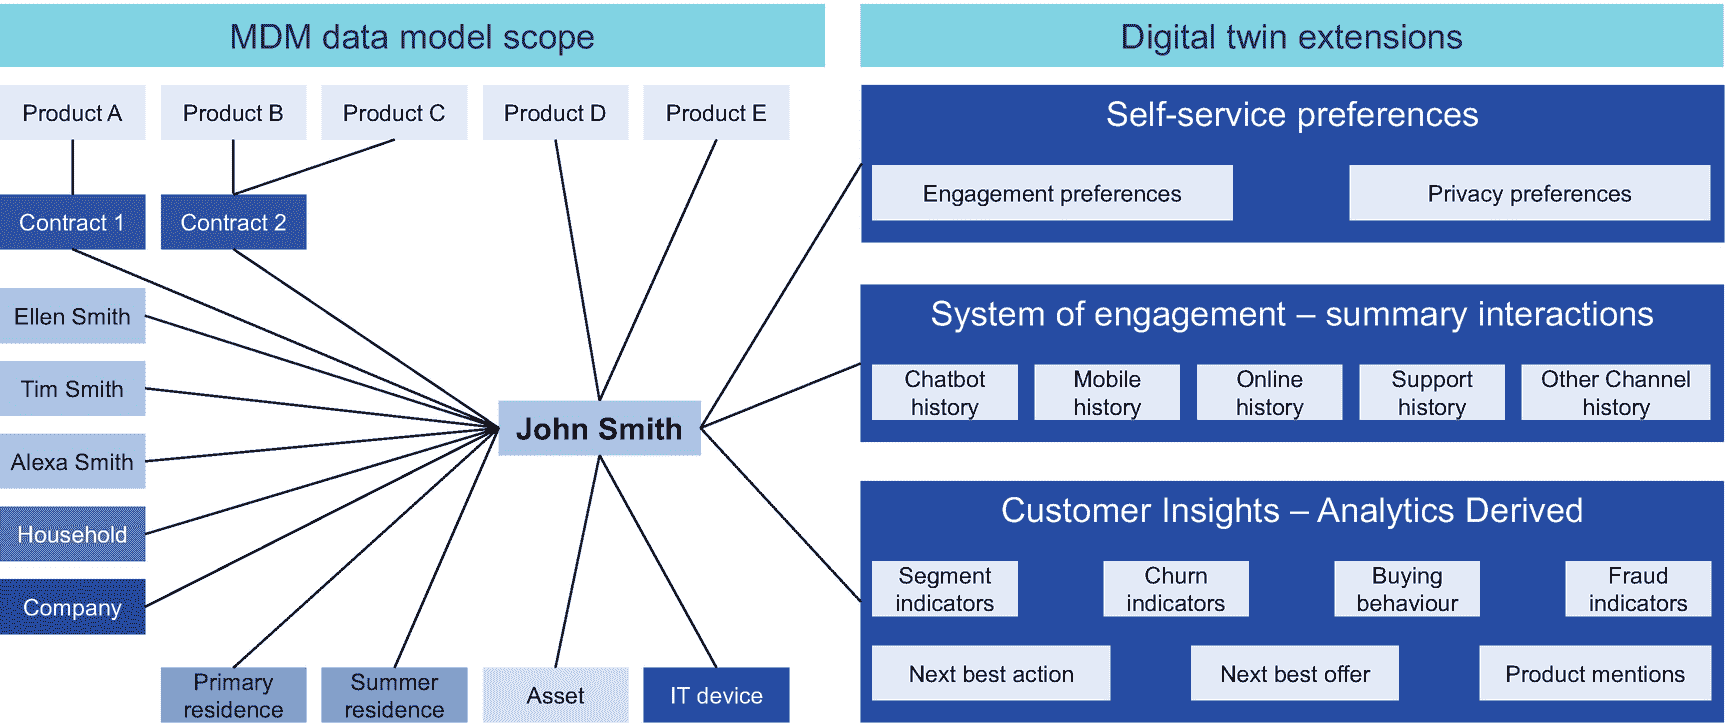 MDM data model scope
Digital twin extensions
Product A
Product B
Product C
Product D
Product E
Contract 1
Contract 2
Ellen Smith
Tim Smith
Alexa Smith
Household
Company
John Smith
Primary
residence
Summer
residence
Asset
IT device
Self-service preferences
Engagement preferences
Privacy preferences
System of engagement – summary interactions
Chatbot
history
Mobile
history
Online
history
Support
history
Other Channel
history
Customer Insights – Analytics Derived
Segment
indicators
Churn
indicators
Buying
behaviour
Fraud
indicators
Next best action
Next best offer
Product mentions